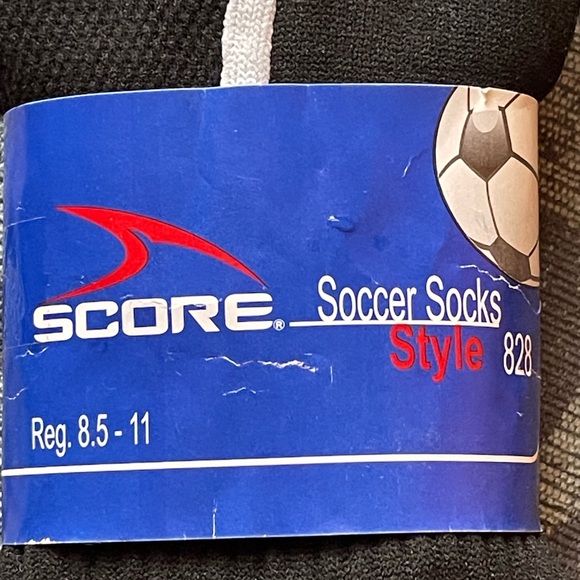 SCORE®
Soccer Socks
Style 828
Reg. 8.5 - 11